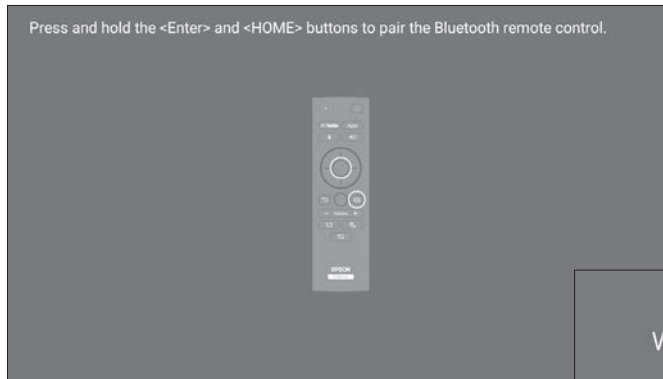 Press and hold the <Enter> and <HOME> buttons to pair the Bluetooth remote control.
EPSON